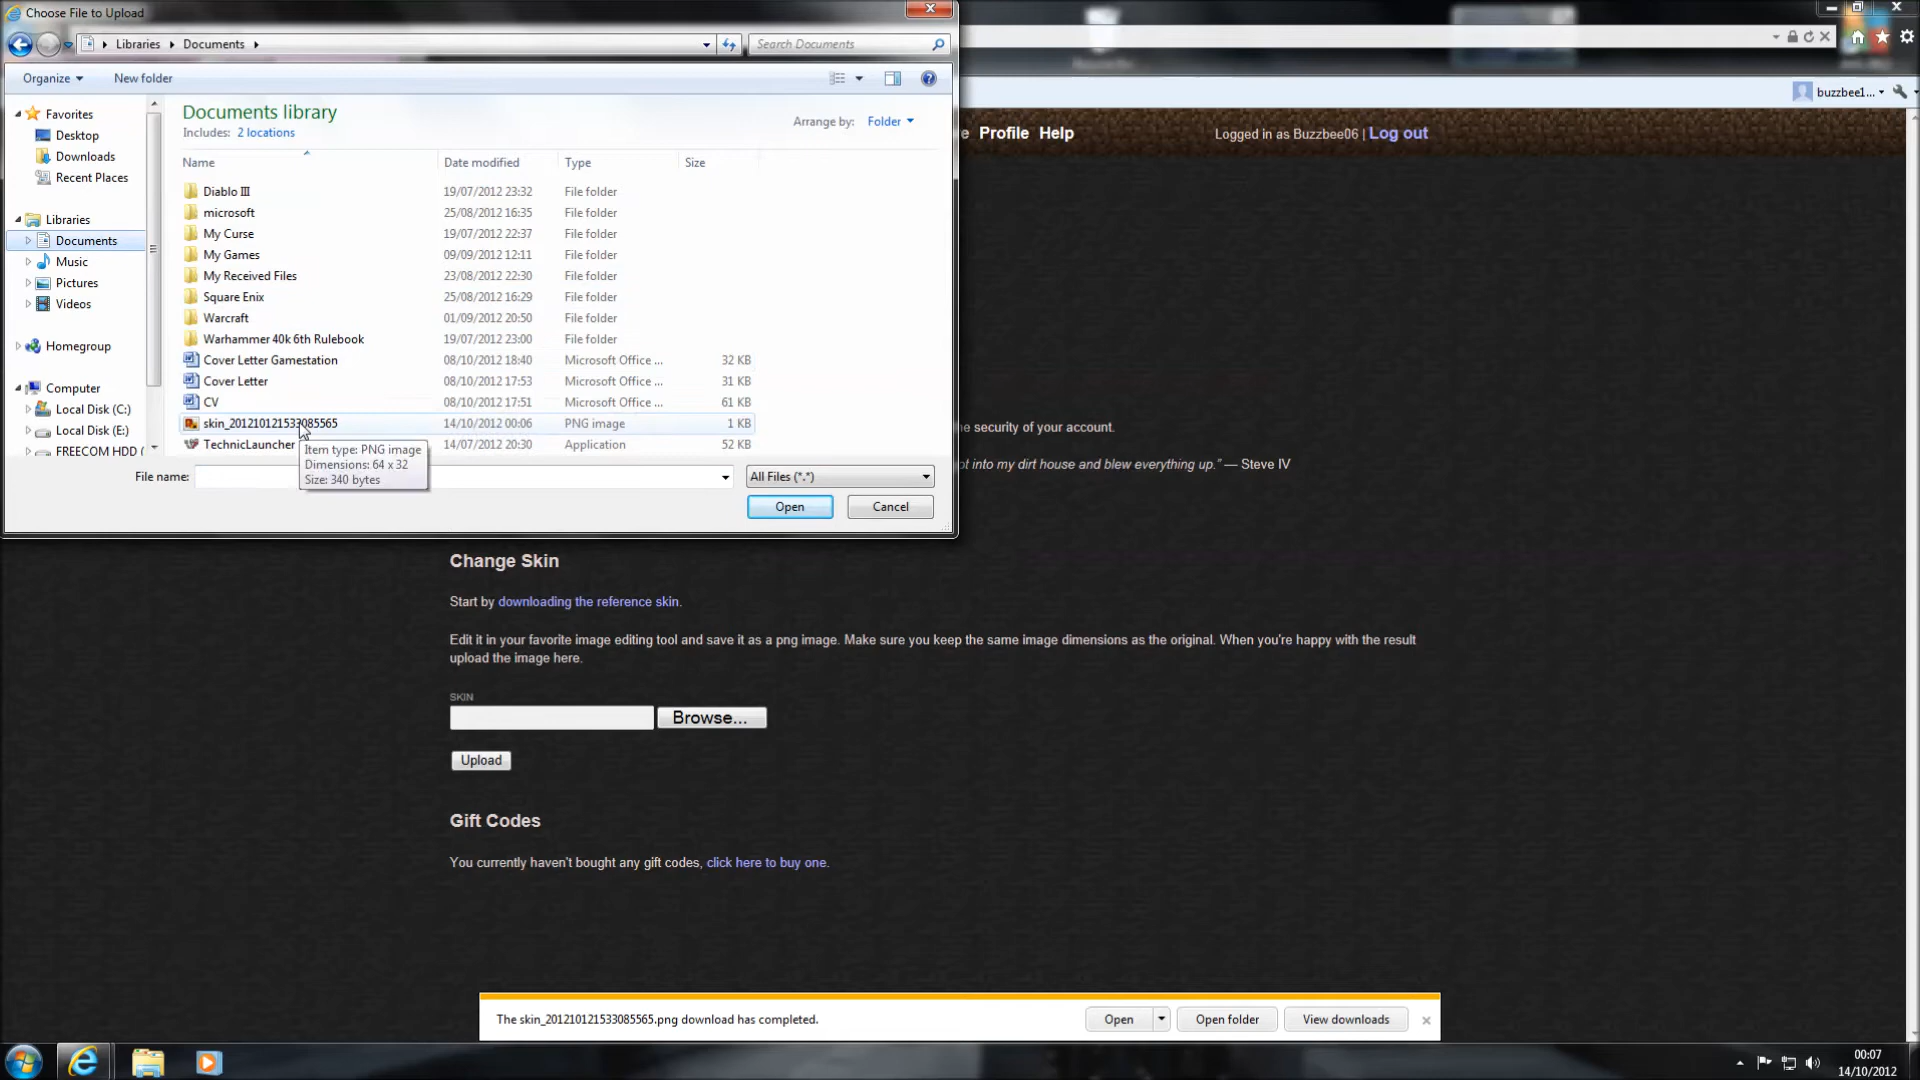 Choose File to Upload
Libraries
Documents
Search Documents
Organize
New folder
buzzbee1...
Favorites
Desktop
Downloads
Recent Places
Libraries
Documents
Music
Pictures
Videos
Homegroup
Computer
Local Disk (C:)
Local Disk (E:)
FREECOM HDD (
Documents library
Includes: 2 locations
Arrange by: Folder
Name Date modified Type Size
Diablo III 19/07/2012 23:32 File folder
microsoft 25/08/2012 16:35 File folder
My Curse 19/07/2012 22:37 File folder
My Games 09/09/2012 12:11 File folder
My Received Files 23/08/2012 22:30 File folder
Square Enix 25/08/2012 16:29 File folder
Warcraft 01/09/2012 20:50 File folder
Warhammer 40k 6th Rulebook 19/07/2012 23:00 File folder
Cover Letter Gamestation 08/10/2012 18:40 Microsoft Office ... 32 KB
Cover Letter 08/10/2012 17:53 Microsoft Office ... 31 KB
CV 08/10/2012 17:51 Microsoft Office ... 61 KB
skin_201210121533085565 14/10/2012 00:06 PNG image 1 KB
TechnicLauncher 14/07/2012 20:30 Application 52 KB
Item type: PNG image
Dimensions: 64 x 32
Size: 340 bytes
File name:
All Files (*.*)
Open Cancel
e Profile Help
Logged in as Buzzbee06 | Log out
he security of your account.
ot into my dirt house and blew everything up." — Steve IV
Change Skin
Start by downloading the reference skin.
Edit it in your favorite image editing tool and save it as a png image. Make sure you keep the same image dimensions as the original. When you're happy with the result
upload the image here.
SKIN
Browse...
Upload
Gift Codes
You currently haven't bought any gift codes, click here to buy one.
The skin_201210121533085565.png download has completed.
Open
Open folder
View downloads
00:07
14/10/2012